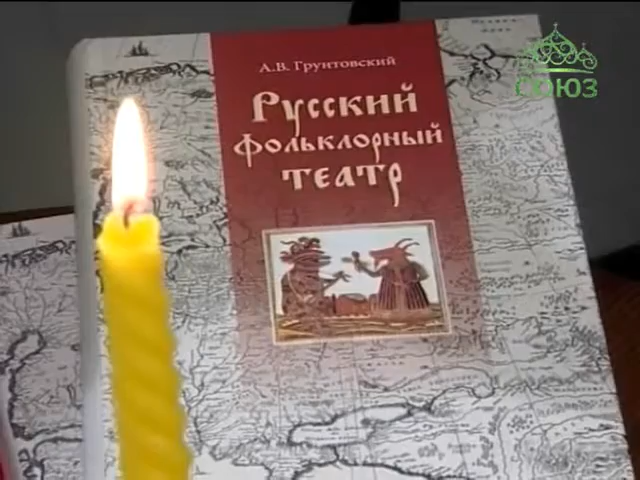 А.В. Грунтовский
Русский
фольклорный
театр
СОЮЗ